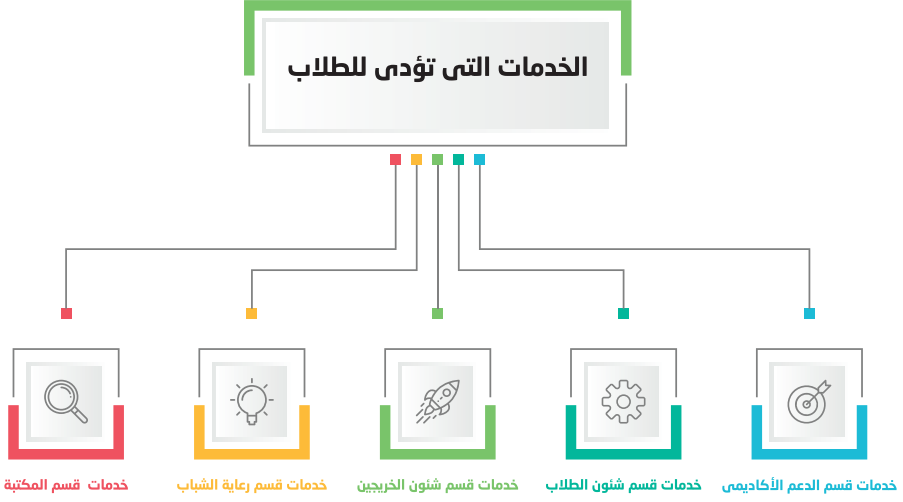 الخدمات التى تؤدى للطلاب
خدمات قسم الدعم الأكاديمى
خدمات قسم شئون الطلاب
خدمات قسم شئون الخريجين
خدمات قسم رعاية الشباب
خدمات قسم المكتبة